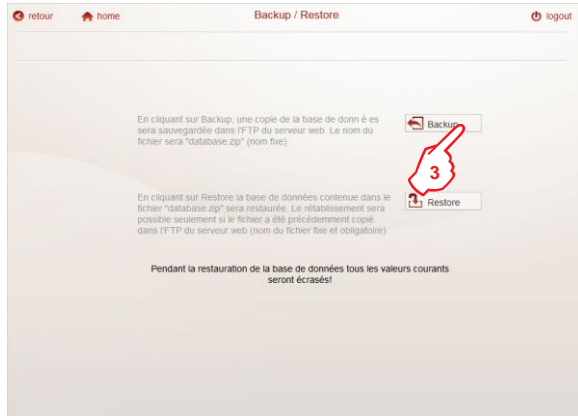 retour home Backup / Restore logout
En cliquant sur Backup, une copie de la base de donn é es
sera sauvegardée dans l'FTP du serveur web. Le nom du
fichier sera "database.zip" (nom fixe)
Backup
3
En cliquant sur Restore la base de données contenue dans le
fichier "database.zip" sera restaurée. Le rétablissement sera
possible seulement si le fichier a été précédemment copié
dans l'FTP du serveur web (nom du fichier fixe et obligatoire)
Restore
Pendant la restauration de la base de données tous les valeurs courants
seront écrasés!